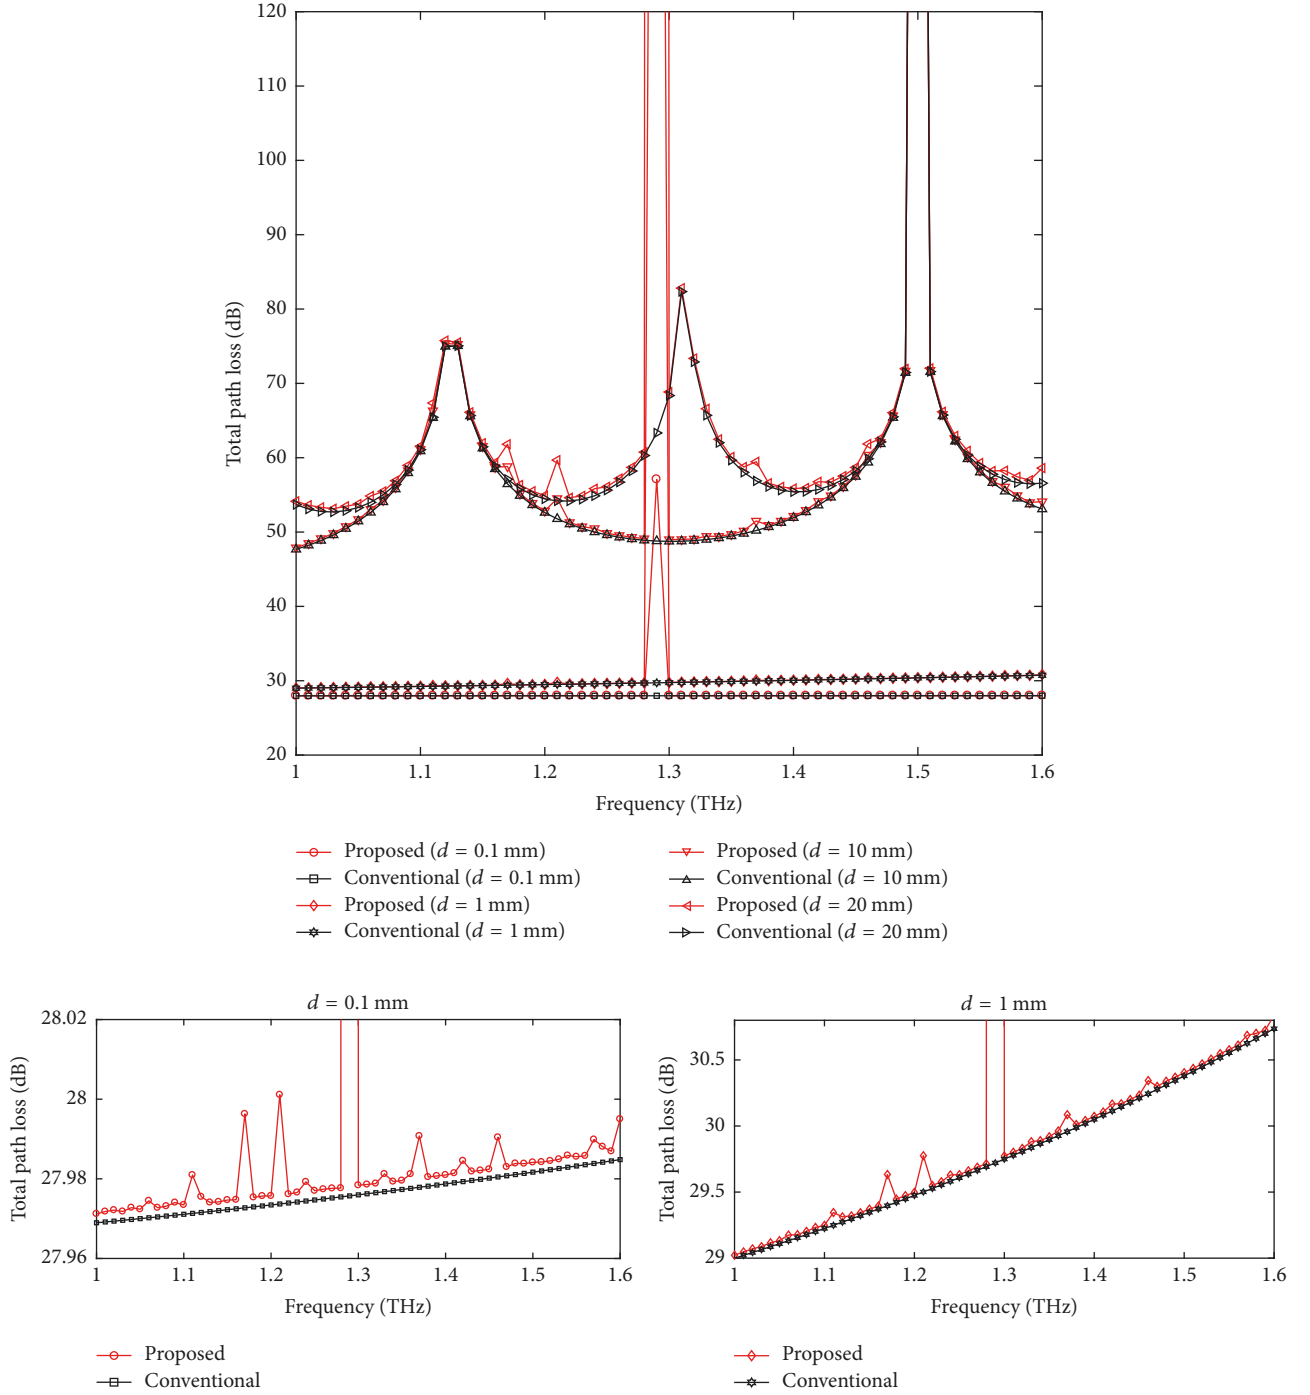 120
110
100
90
80
70
60
50
40
30
20
Total path loss (dB)
1 1.1 1.2 1.3 1.4 1.5 1.6
Frequency (THz)
Proposed (d = 0.1 mm)
Conventional (d = 0.1 mm)
Proposed (d = 1 mm)
Conventional (d = 1 mm)
Proposed (d = 10 mm)
Conventional (d = 10 mm)
Proposed (d = 20 mm)
Conventional (d = 20 mm)
d = 0.1 mm
28.02
28
27.98
27.96
Total path loss (dB)
1 1.1 1.2 1.3 1.4 1.5 1.6
Frequency (THz)
Proposed
Conventional
d = 1 mm
30.5
30
29.5
29
Total path loss (dB)
1 1.1 1.2 1.3 1.4 1.5 1.6
Frequency (THz)
Proposed
Conventional